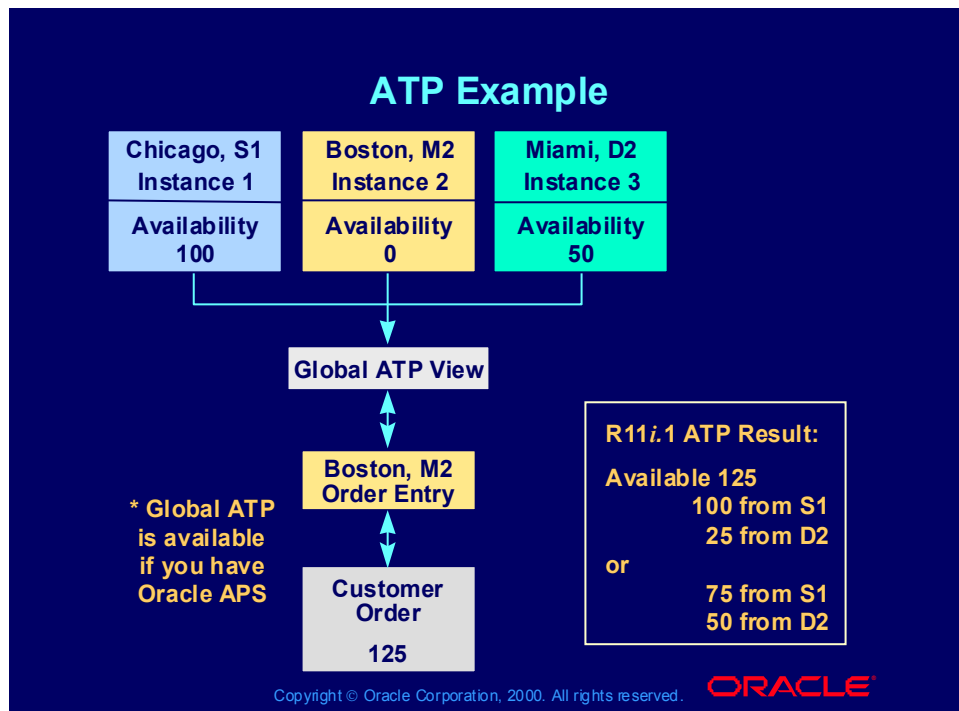 ATP Example
Chicago, S1
Instance 1
Availability
100
Boston, M2
Instance 2
Availability
0
Miami, D2
Instance 3
Availability
50
Global ATP View
Boston, M2
Order Entry
* Global ATP
is available
if you have
Oracle APS
Customer
Order
125
R11i.1 ATP Result:
Available 125
100 from S1
25 from D2
or
75 from S1
50 from D2
Copyright © Oracle Corporation, 2000. All rights reserved.
ORACLE®